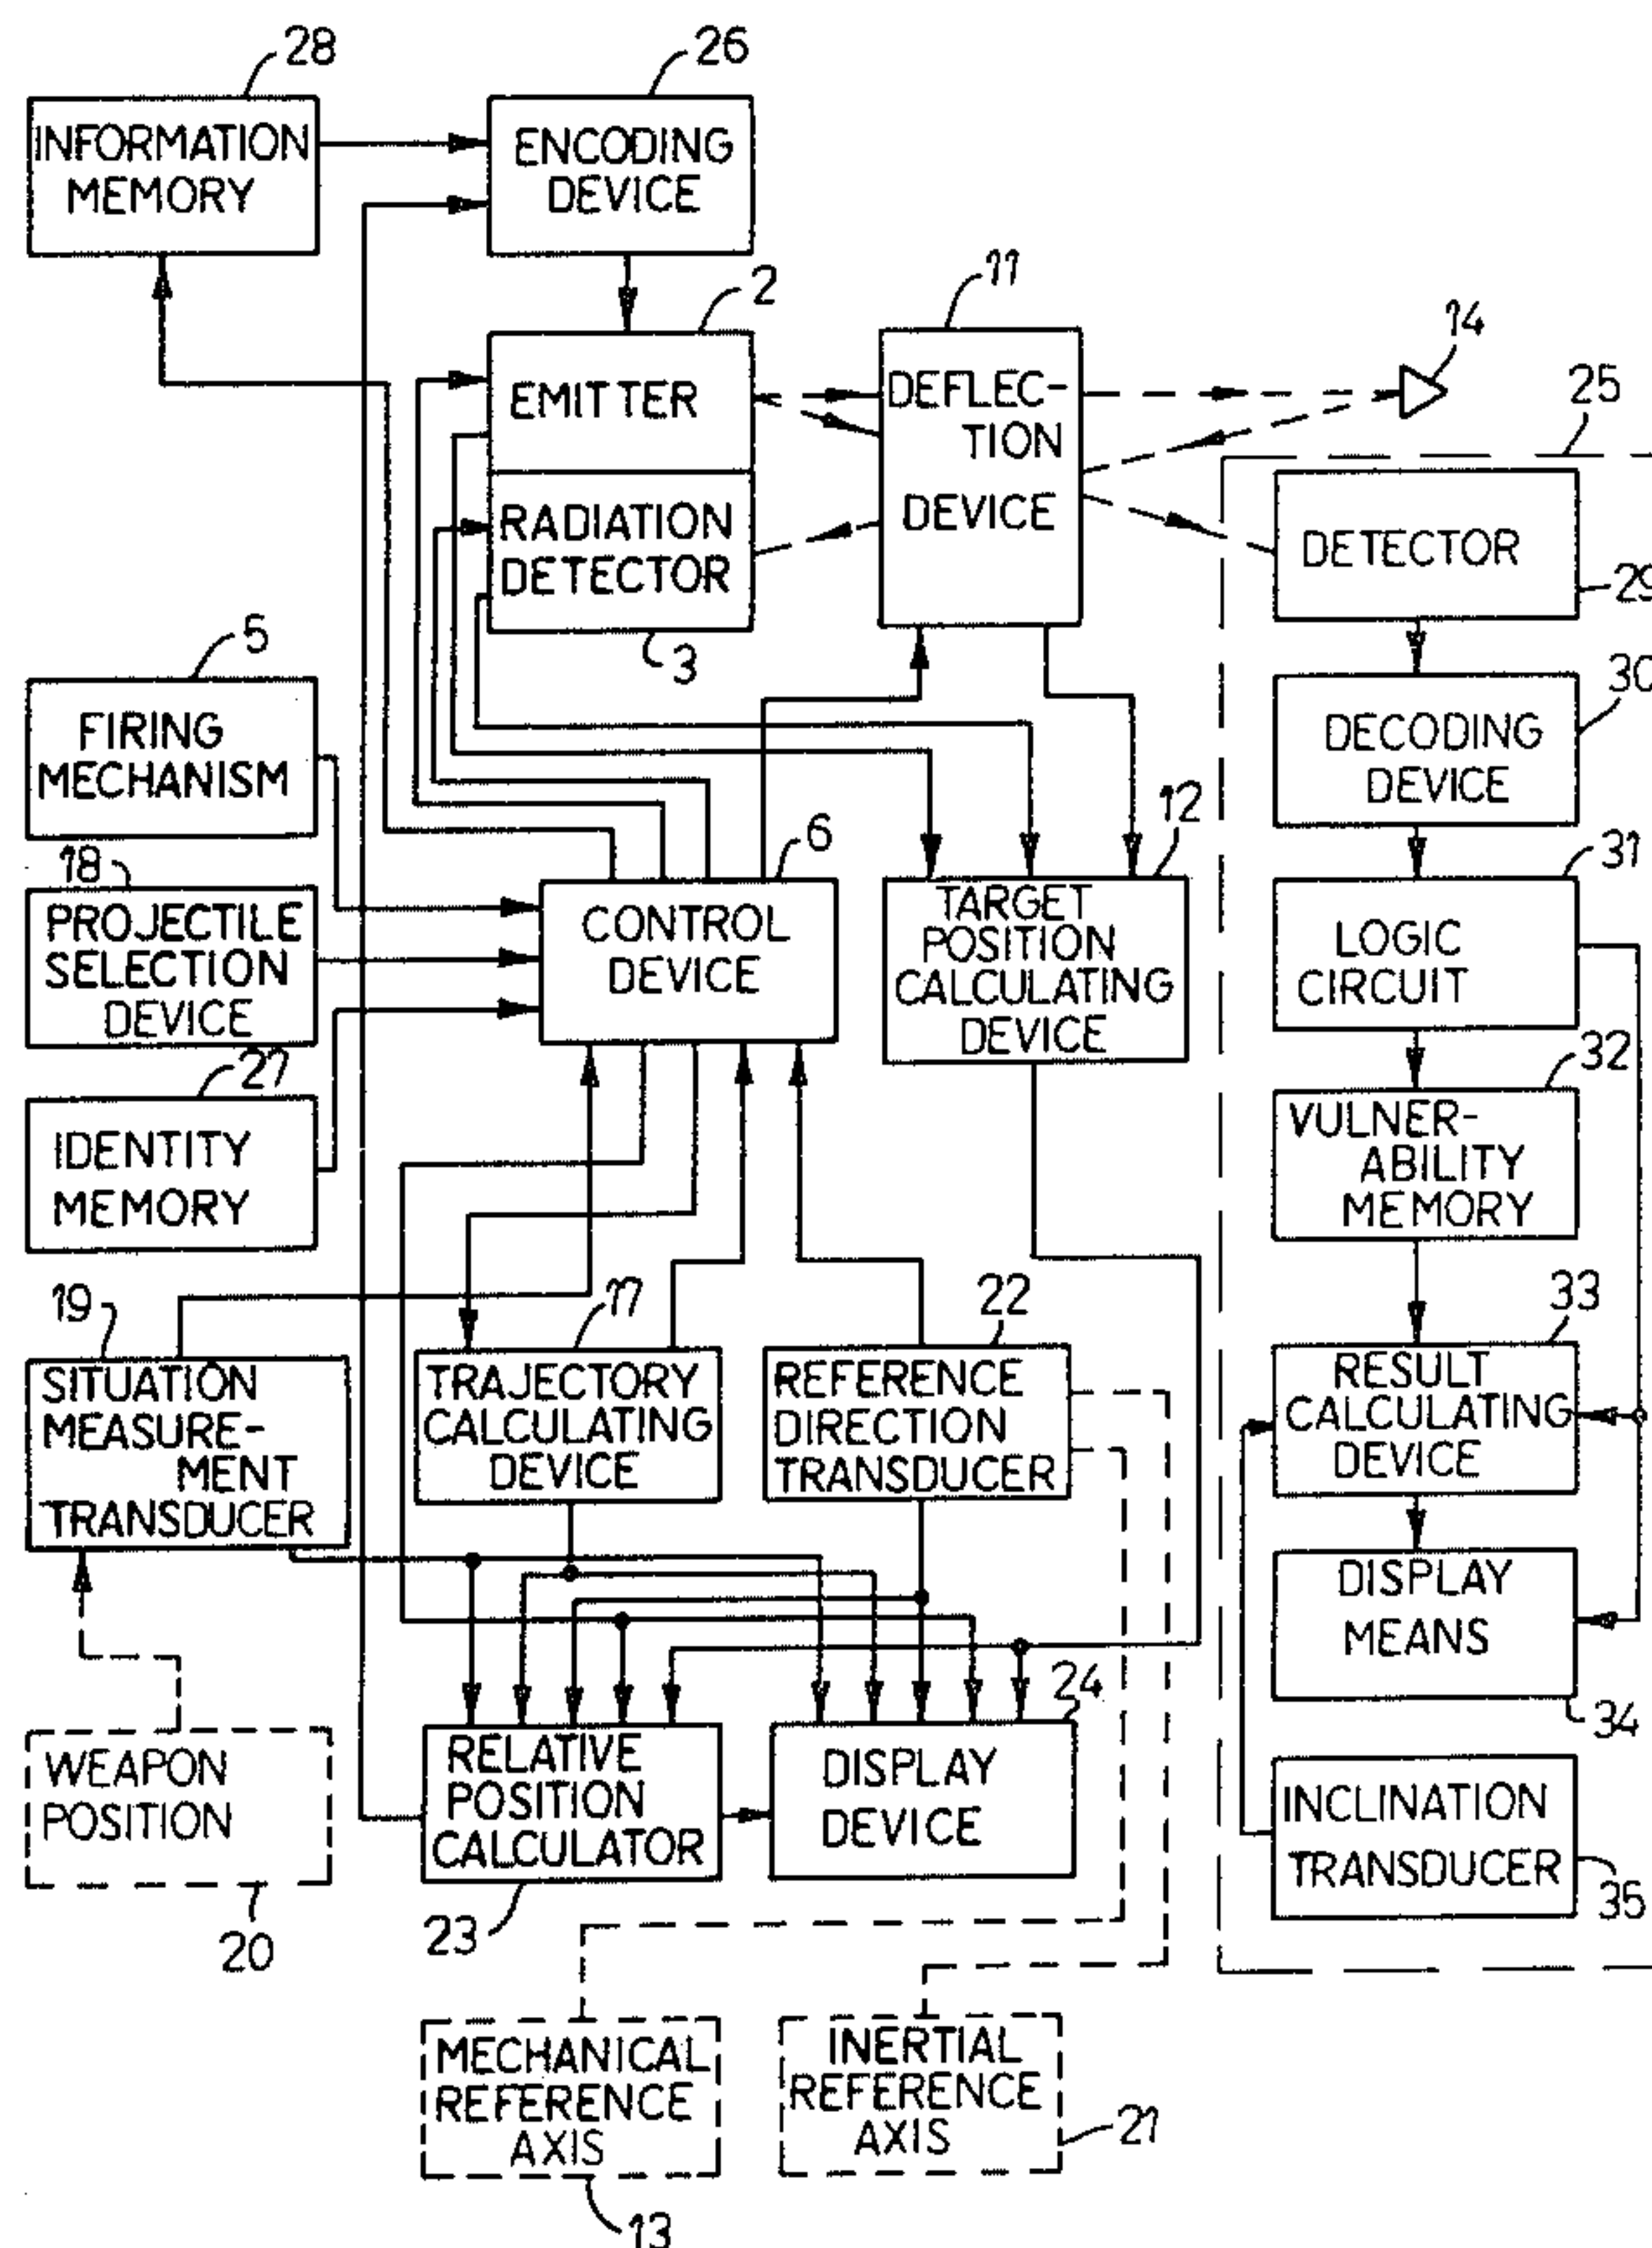 28
26
INFORMATION
MEMORY
ENCODING
DEVICE
2
11
14
25
EMITTER
DEFLEC-
TION
DEVICE
RADIATION
DETECTOR
3
DETECTOR
29
5
FIRING
MECHANISM
30
DECODING
DEVICE
18
PROJECTILE
SELECTION
DEVICE
6
CONTROL
DEVICE
12
TARGET
POSITION
CALCULATING
DEVICE
31
LOGIC
CIRCUIT
27
IDENTITY
MEMORY
32
VULNER-
ABILITY
MEMORY
19
SITUATION
MEASURE-
MENT
TRANSDUCER
17
TRAJECTORY
CALCULATING
DEVICE
22
REFERENCE
DIRECTION
TRANSDUCER
33
RESULT
CALCULATING
DEVICE
DISPLAY
MEANS
34
WEAPON
POSITION
20
RELATIVE
POSITION
CALCULATOR
23
24
DISPLAY
DEVICE
INCLINATION
TRANSDUCER
35
MECHANICAL
REFERENCE
AXIS
13
INERTIAL
REFERENCE
AXIS
21